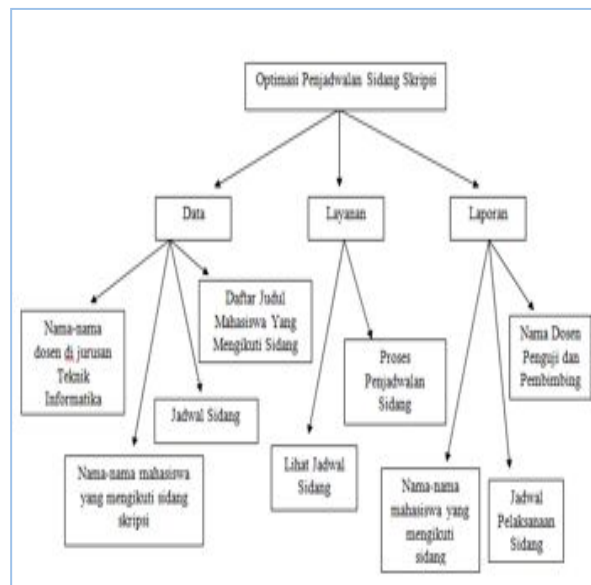 Optimasi Penjadwalan Sidang Skripsi
Data
Layanan
Laporan
Nama-nama
dosen di jurusan
Teknik
Informatika
Daftar Judul
Mahasiswa Yang
Mengikuti Sidang
Jadwal Sidang
Nama-nama mahasiswa
yang mengikuti sidang
skripsi
Proses
Penjadwalan
Sidang
Lihat Jadwal
Sidang
Nama Dosen
Penguji dan
Pembimbing
Nama-nama
mahasiswa yang
mengikuti
sidang
Jadwal
Pelaksanaan
Sidang